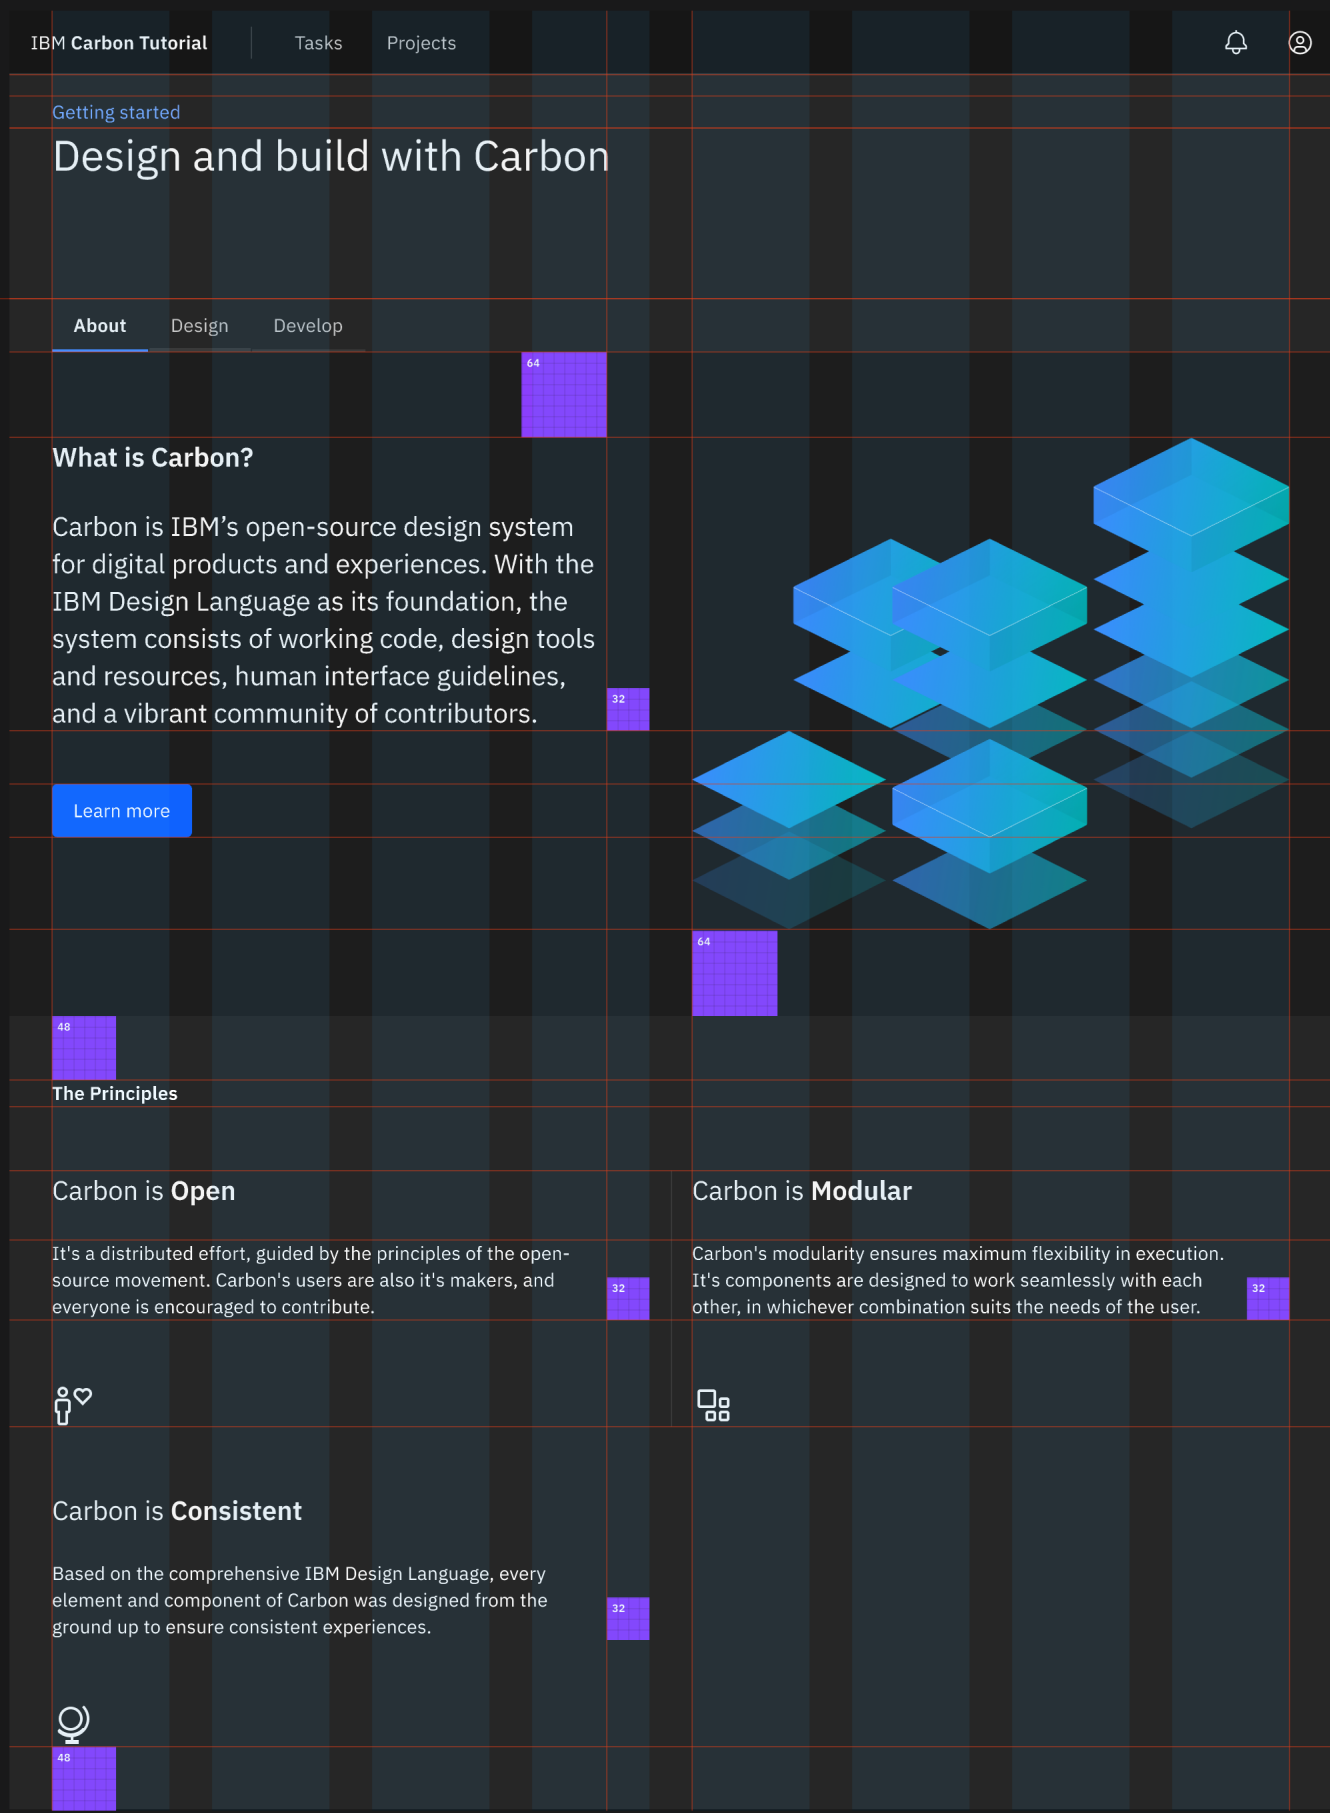 IBM Carbon Tutorial
Tasks
Projects
Getting started
Design and build with Carbon
About
Design
Develop
64
What is Carbon?
Carbon is IBM’s open-source design system
for digital products and experiences. With the
IBM Design Language as its foundation, the
system consists of working code, design tools
and resources, human interface guidelines,
and a vibrant community of contributors.
32
Learn more
64
48
The Principles
Carbon is Open
It's a distributed effort, guided by the principles of the open-
source movement. Carbon's users are also it's makers, and
everyone is encouraged to contribute.
32
Carbon is Modular
Carbon's modularity ensures maximum flexibility in execution.
It's components are designed to work seamlessly with each
other, in whichever combination suits the needs of the user.
32
Carbon is Consistent
Based on the comprehensive IBM Design Language, every
element and component of Carbon was designed from the
ground up to ensure consistent experiences.
32
48